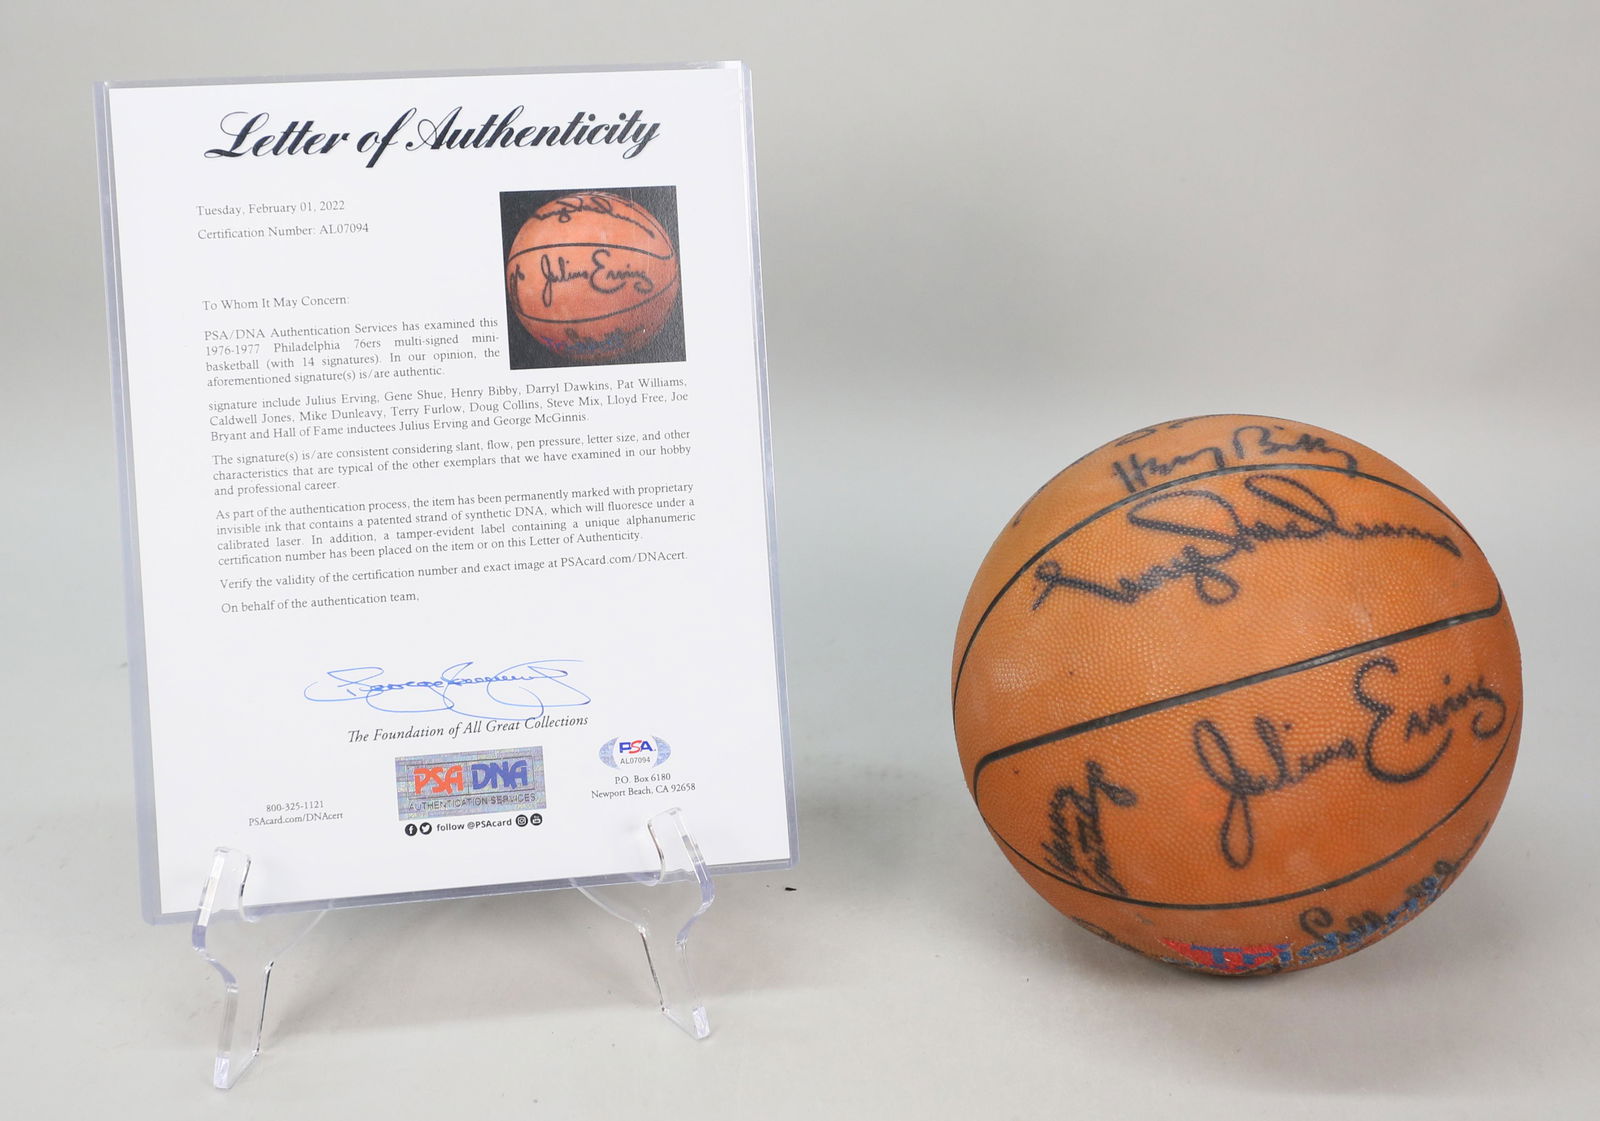 Letter of Authenticity
Tuesday, February 01, 2022
Certification Number: AL07094
Julius Erving
To Whom It May Concern:
PSA/DNA Authentication Services has examined this
1976-1977 Philadelphia 76ers multi-signed mini-
basketball (with 14 signatures). In our opinion, the
aforementioned signature(s) is/are authentic.
signature include Julius Erving, Gene Shue, Henry Bibby, Darryl Dawkins, Pat Williams,
Caldwell Jones, Mike Dunleavy, Terry Furlow, Doug Collins, Steve Mix, Lloyd Free, Joe
Bryant and Hall of Fame inductees Julius Erving and George McGinnis.
The signature(s) is/are consistent considering slant, flow, pen pressure, letter size, and other
characteristics that are typical of the other exemplars that we have examined in our hobby
and professional career.
As part of the authentication process, the item has been permanently marked with proprietary
invisible ink that contains a patented strand of synthetic DNA, which will fluoresce under a
calibrated laser. In addition, a tamper-evident label containing a unique alphanumeric
certification number has been placed on the item or on this Letter of Authenticity.
Verify the validity of the certification number and exact image at PSAcard.com/DNAcert.
On behalf of the authentication team,
The Foundation of All Great Collections
PSA DNA
AUTHENTICATION SERVICES
follow @PSAcard
800-325-1121
PSAcard.com/DNAcert
PSA
AL07094
P.O. Box 6180
Newport Beach, CA 92658
Henry Bibby
Julius Erving